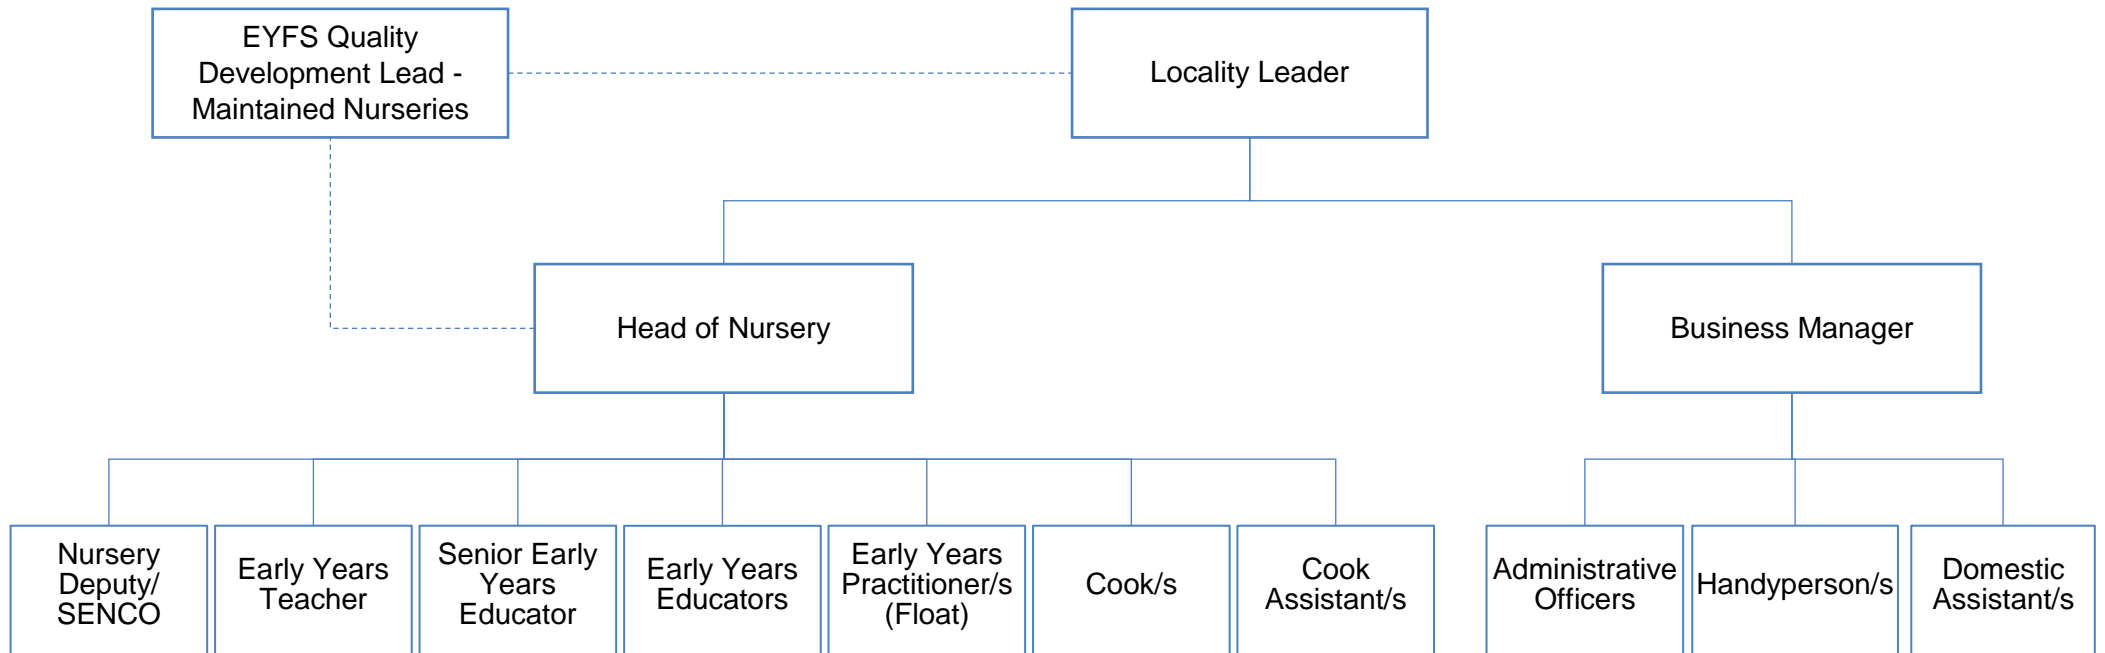 EYFS Quality
Development Lead -
Maintained Nurseries
Locality Leader
Head of Nursery
Business Manager
Nursery
Deputy/
SENCO
Early Years
Teacher
Senior Early
Years
Educator
Early Years
Educators
Early Years
Practitioner/s
(Float)
Cook/s
Cook
Assistant/s
Administrative
Officers
Handyperson/s
Domestic
Assistant/s